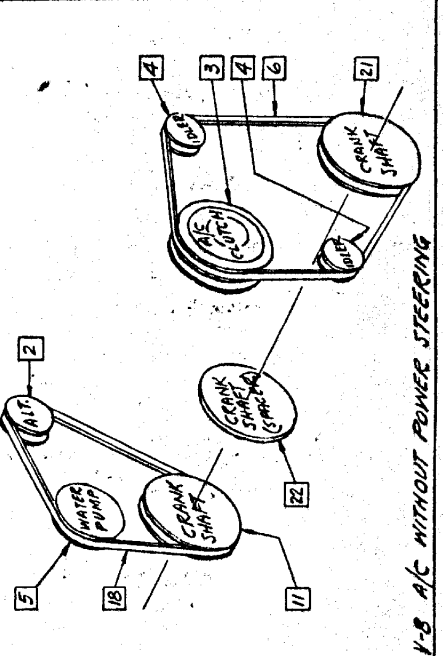 4
IDLER
3
A/C
CLUTCH
4
6
IDLER
21
CRANK
SHAFT
2
ALT.
5
WATER
PUMP
18
CRANK
SHAFT
11
CRANK
SHAFT
(SPACER)
22
V-8 A/C WITHOUT POWER STEERING